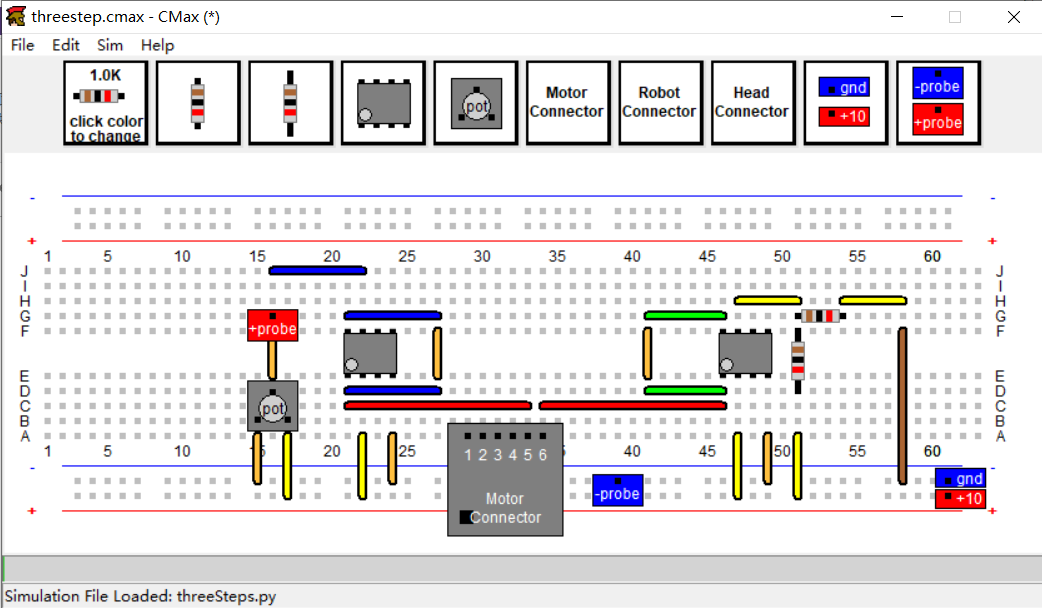 threestep.cmax - CMax (*)
File Edit Sim Help
1.0K
click color
to change
pot
Motor
Connector
Robot
Connector
Head
Connector
gnd
+10
-probe
+probe
- -
+ +
1 5 10 15 20 25 30 35 40 45 50 55 60
J J
I I
H H
G G
F F
+probe
E E
D D
C C
B B
A A
pot
1 5 10 15 20 25 30 35 40 45 50 55 60
1 2 3 4 5 6
Motor
Connector
- -
-probe
gnd
+10
+ +
Simulation File Loaded: threeSteps.py